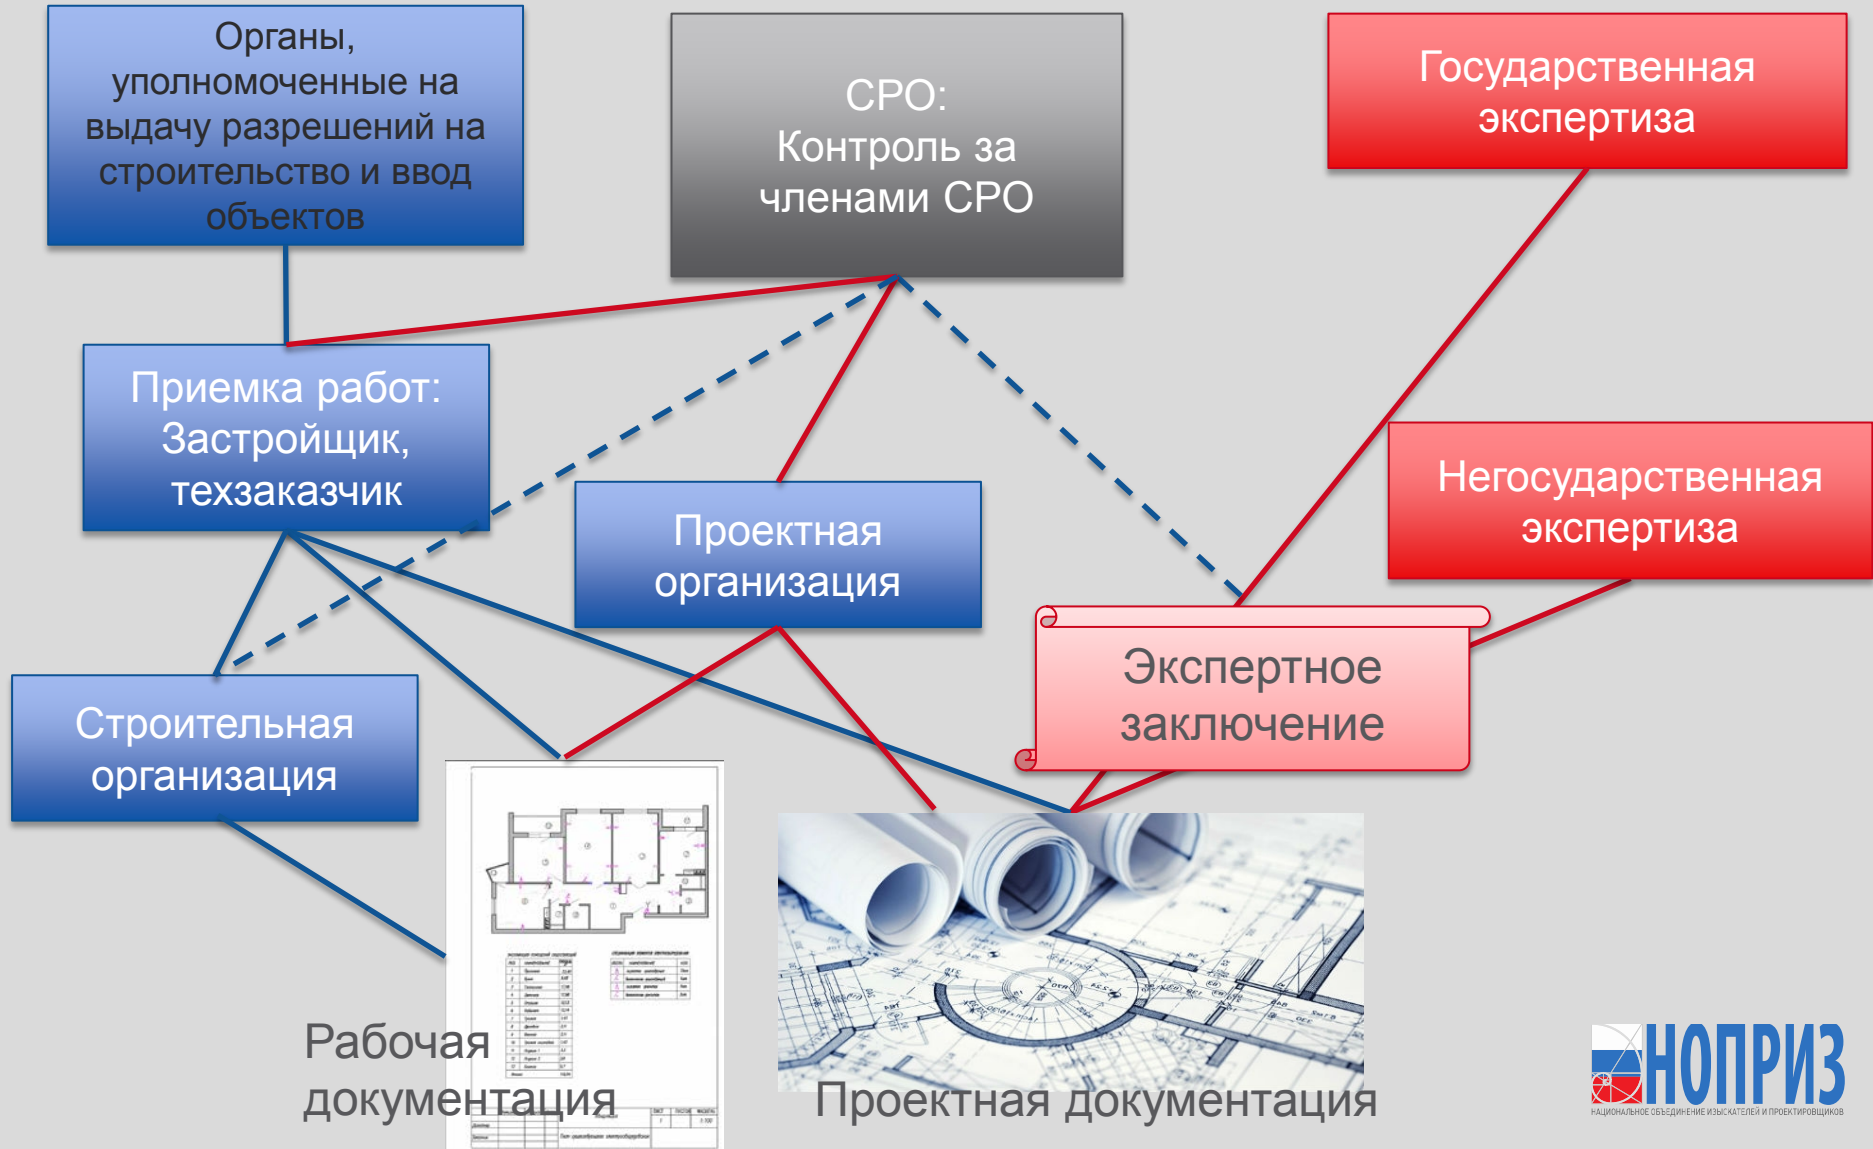 Органы,
уполномоченные на
выдачу разрешений на
строительство и ввод
объектов
СРО:
Контроль за
членами СРО
Государственная
экспертиза
Приемка работ:
Застройщик,
техзаказчик
Негосударственная
экспертиза
Проектная
организация
Экспертное
заключение
Строительная
организация
Рабочая
документация
Проектная документация
НОПРИЗ
НАЦИОНАЛЬНОЕ ОБЪЕДИНЕНИЕ ИЗЫСКАТЕЛЕЙ И ПРОЕКТИРОВЩИКОВ